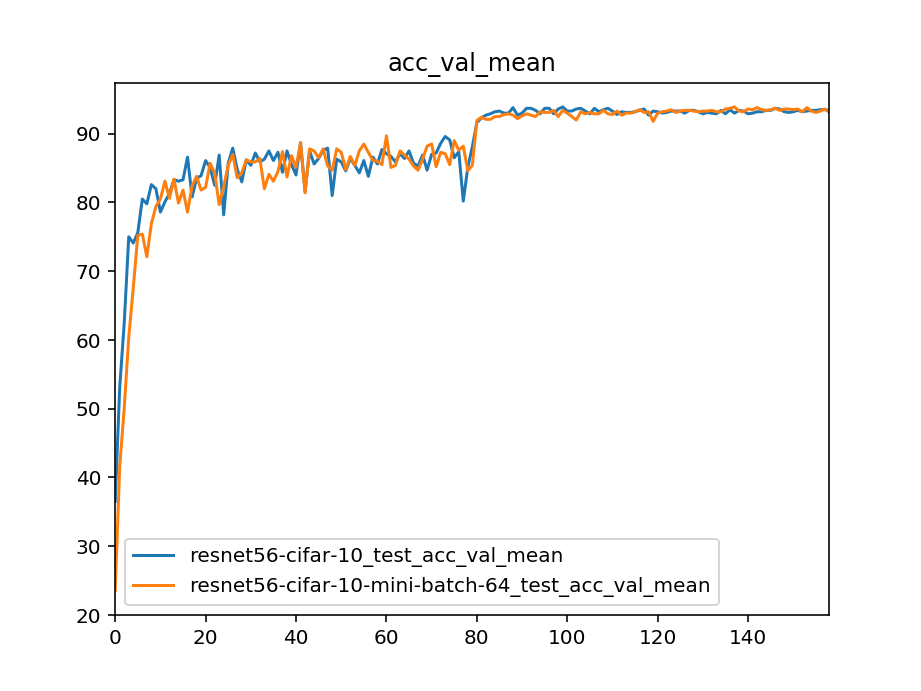 acc_val_mean
90
80
70
60
50
40
30
20
resnet56-cifar-10_test_acc_val_mean
resnet56-cifar-10-mini-batch-64_test_acc_val_mean
0 20 40 60 80 100 120 140